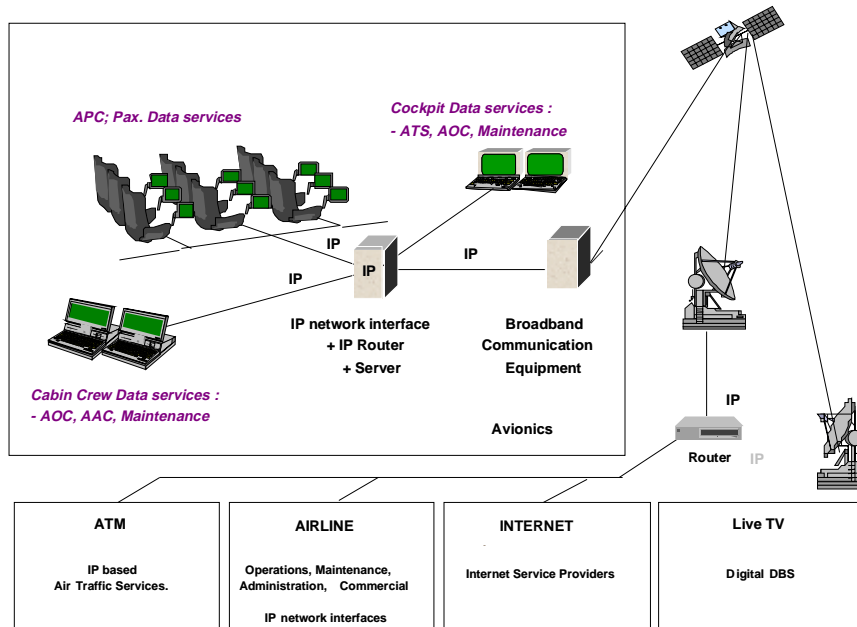 APC; Pax. Data services
Cockpit Data services :
- ATS, AOC, Maintenance
IP
IP
IP
IP
IP network interface
+ IP Router
+ Server
Broadband
Communication
Equipment
Cabin Crew Data services :
- AOC, AAC, Maintenance
Avionics
IP
Router
IP
ATM
IP based
Air Traffic Services.
AIRLINE
Operations, Maintenance,
Administration, Commercial
IP network interfaces
INTERNET
Internet Service Providers
Live TV
Digital DBS